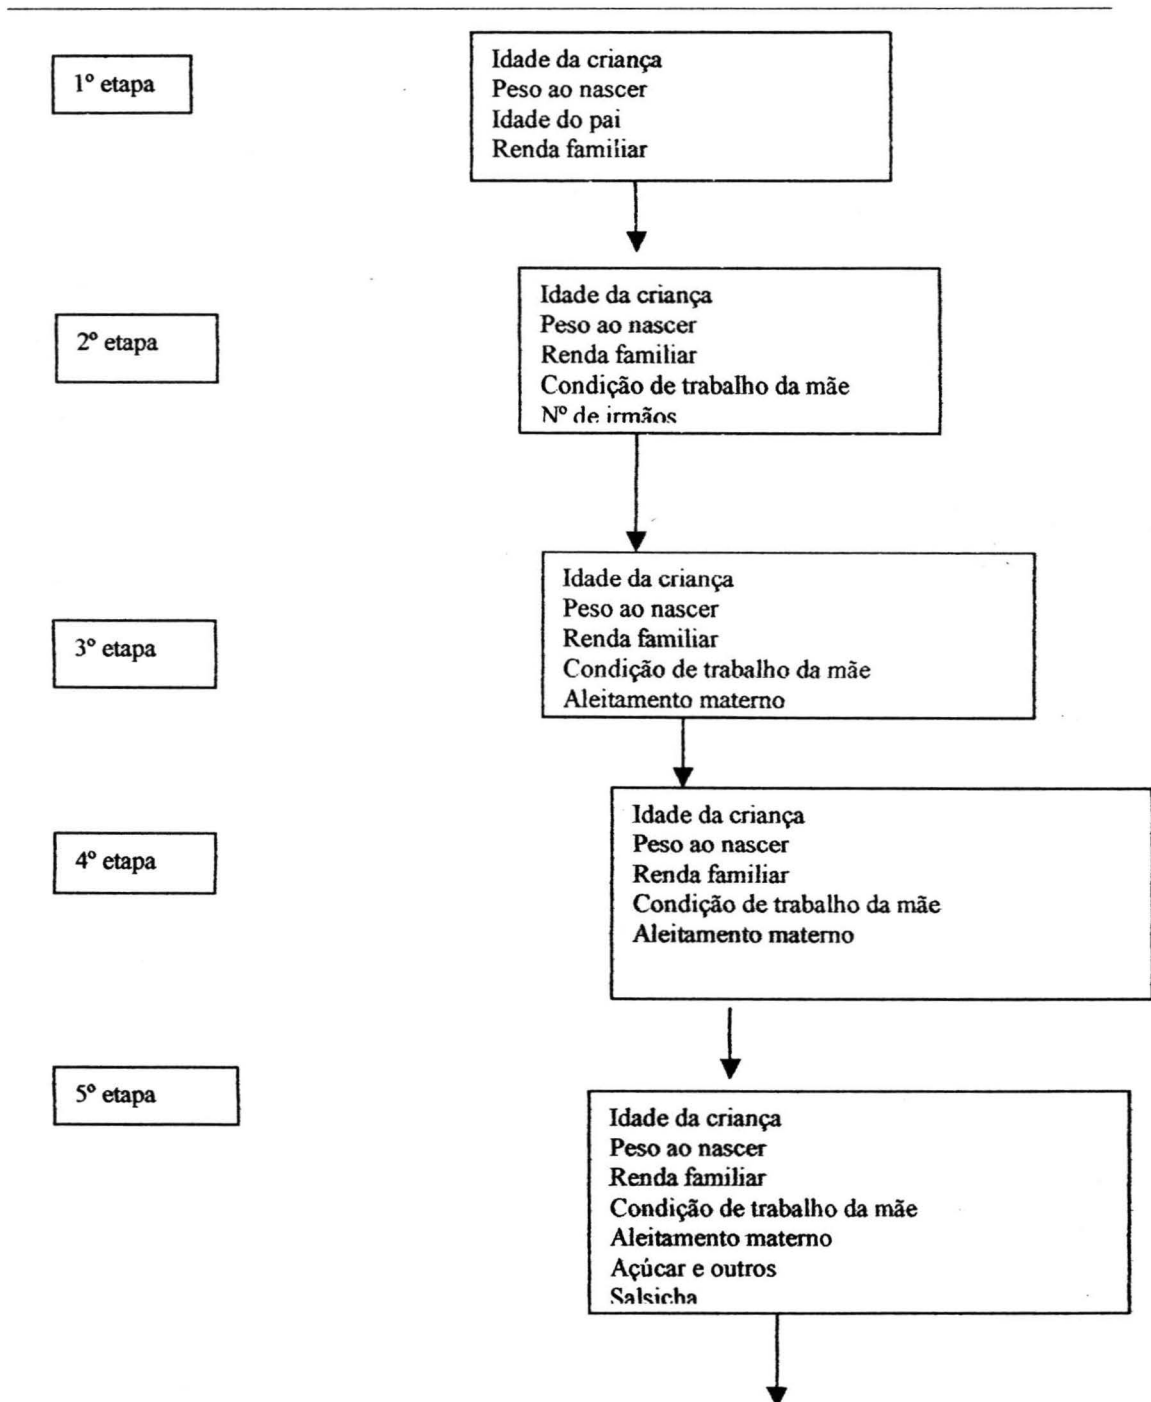 1º etapa
Idade da criança
Peso ao nascer
Idade do pai
Renda familiar
2º etapa
Idade da criança
Peso ao nascer
Renda familiar
Condição de trabalho da mãe
Nº de irmãos
3º etapa
Idade da criança
Peso ao nascer
Renda familiar
Condição de trabalho da mãe
Aleitamento materno
4º etapa
Idade da criança
Peso ao nascer
Renda familiar
Condição de trabalho da mãe
Aleitamento materno
5º etapa
Idade da criança
Peso ao nascer
Renda familiar
Condição de trabalho da mãe
Aleitamento materno
Açúcar e outros
Salsicha